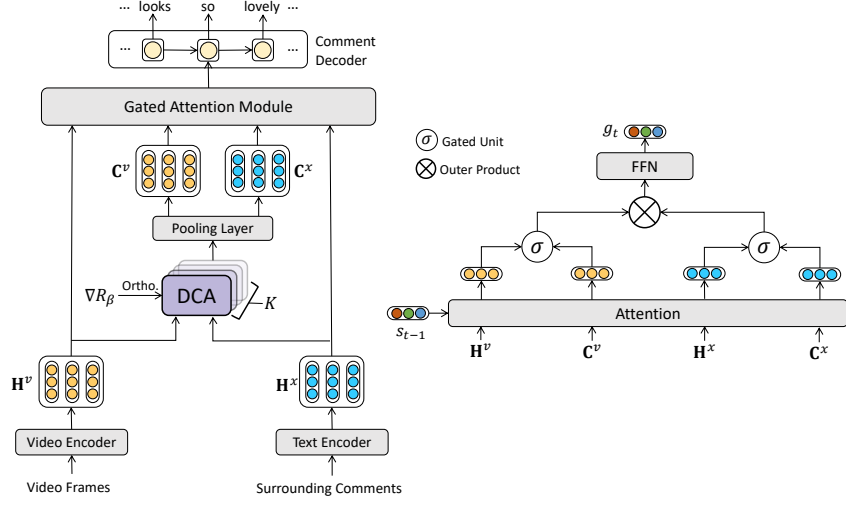 ... looks so lovely ...
... ...
Comment
Decoder
Gated Attention Module
C^v
C^x
Pooling Layer
∇R_β
Ortho.
DCA
K
H^v
H^x
Video Encoder
Text Encoder
Video Frames
Surrounding Comments
g_t
σ Gated Unit
Outer Product
FFN
σ
σ
s_{t−1}
Attention
H^v
C^v
H^x
C^x